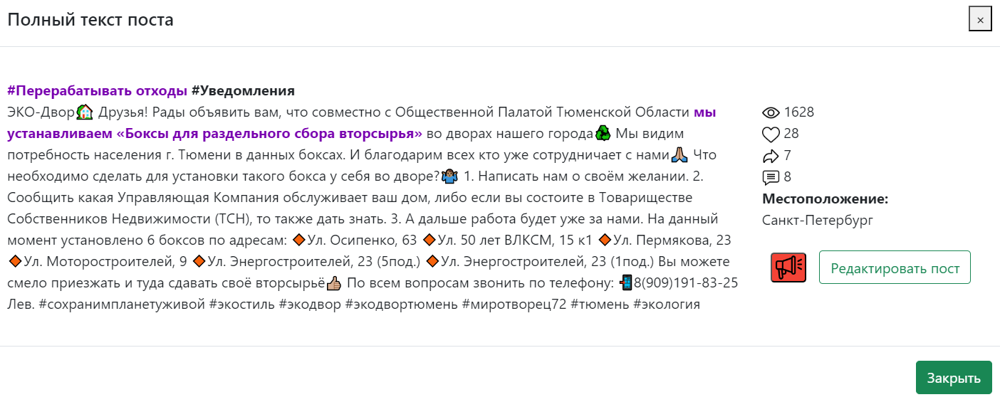 Полный текст поста
×
#Перерабатывать отходы #Уведомления
ЭКО-Двор🏡 Друзья! Рады объявить вам, что совместно с Общественной Палатой Тюменской Области мы
устанавливаем «Боксы для раздельного сбора вторсырья» во дворах нашего города♻ Мы видим
потребность населения г. Тюмени в данных боксах. И благодарим всех кто уже сотрудничает с нами🙏🏽 Что
необходимо сделать для установки такого бокса у себя во дворе?🤷🏾‍♂ 1. Написать нам о своём желании. 2.
Сообщить какая Управляющая Компания обслуживает ваш дом, либо если вы состоите в Товариществе
Собственников Недвижимости (ТСН), то также дать знать. 3. А дальше работа будет уже за нами. На данный
момент установлено 6 боксов по адресам: 🔸Ул. Осипенко, 63 🔸Ул. 50 лет ВЛКСМ, 15 к1 🔸Ул. Пермякова, 23
🔸Ул. Моторостроителей, 9 🔸Ул. Энергостроителей, 23 (5под.) 🔸Ул. Энергостроителей, 23 (1под.) Вы можете
смело приезжать и туда сдавать своё вторсырьё👍🏽 По всем вопросам звонить по телефону: 📲8(909)191-83-25
Лев. #сохранимпланетуживой #экостиль #экодвор #экодвортюмень #миротворец72 #тюмень #экология
1628
28
7
8
Местоположение:
Санкт-Петербург
Редактировать пост
Закрыть